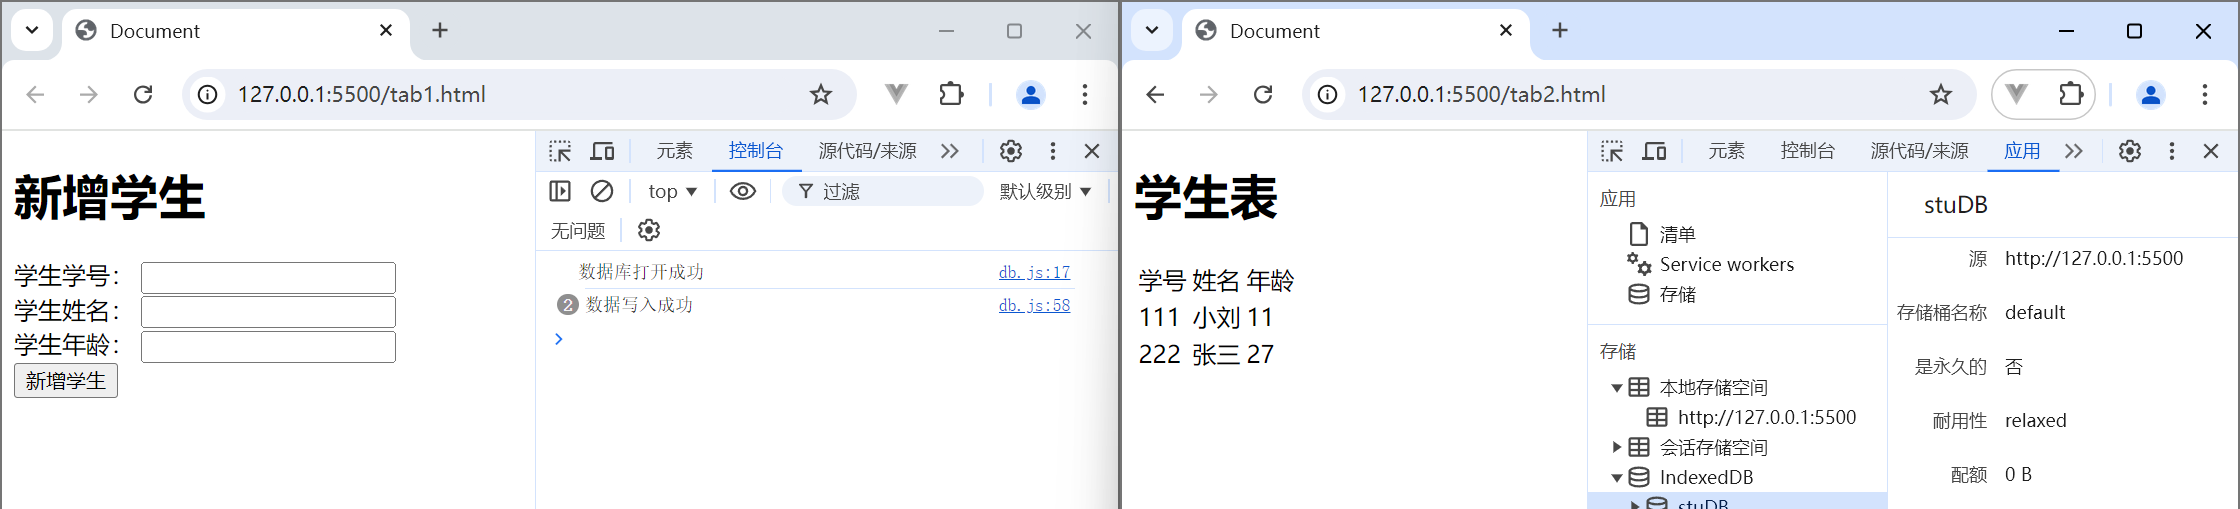 Document
127.0.0.1:5500/tab1.html
新增学生
学生学号：
学生姓名：
学生年龄：
新增学生
元素 控制台 源代码/来源
top 过滤 默认级别
无问题
数据库打开成功 db.js:17
2 数据写入成功 db.js:58
Document
127.0.0.1:5500/tab2.html
学生表
学号 姓名 年龄
111 小刘 11
222 张三 27
元素 控制台 源代码/来源 应用
应用
清单
Service workers
存储
存储
本地存储空间
http://127.0.0.1:5500
会话存储空间
IndexedDB
stuDB
stuDB
源 http://127.0.0.1:5500
存储桶名称 default
是永久的 否
耐用性 relaxed
配额 0 B